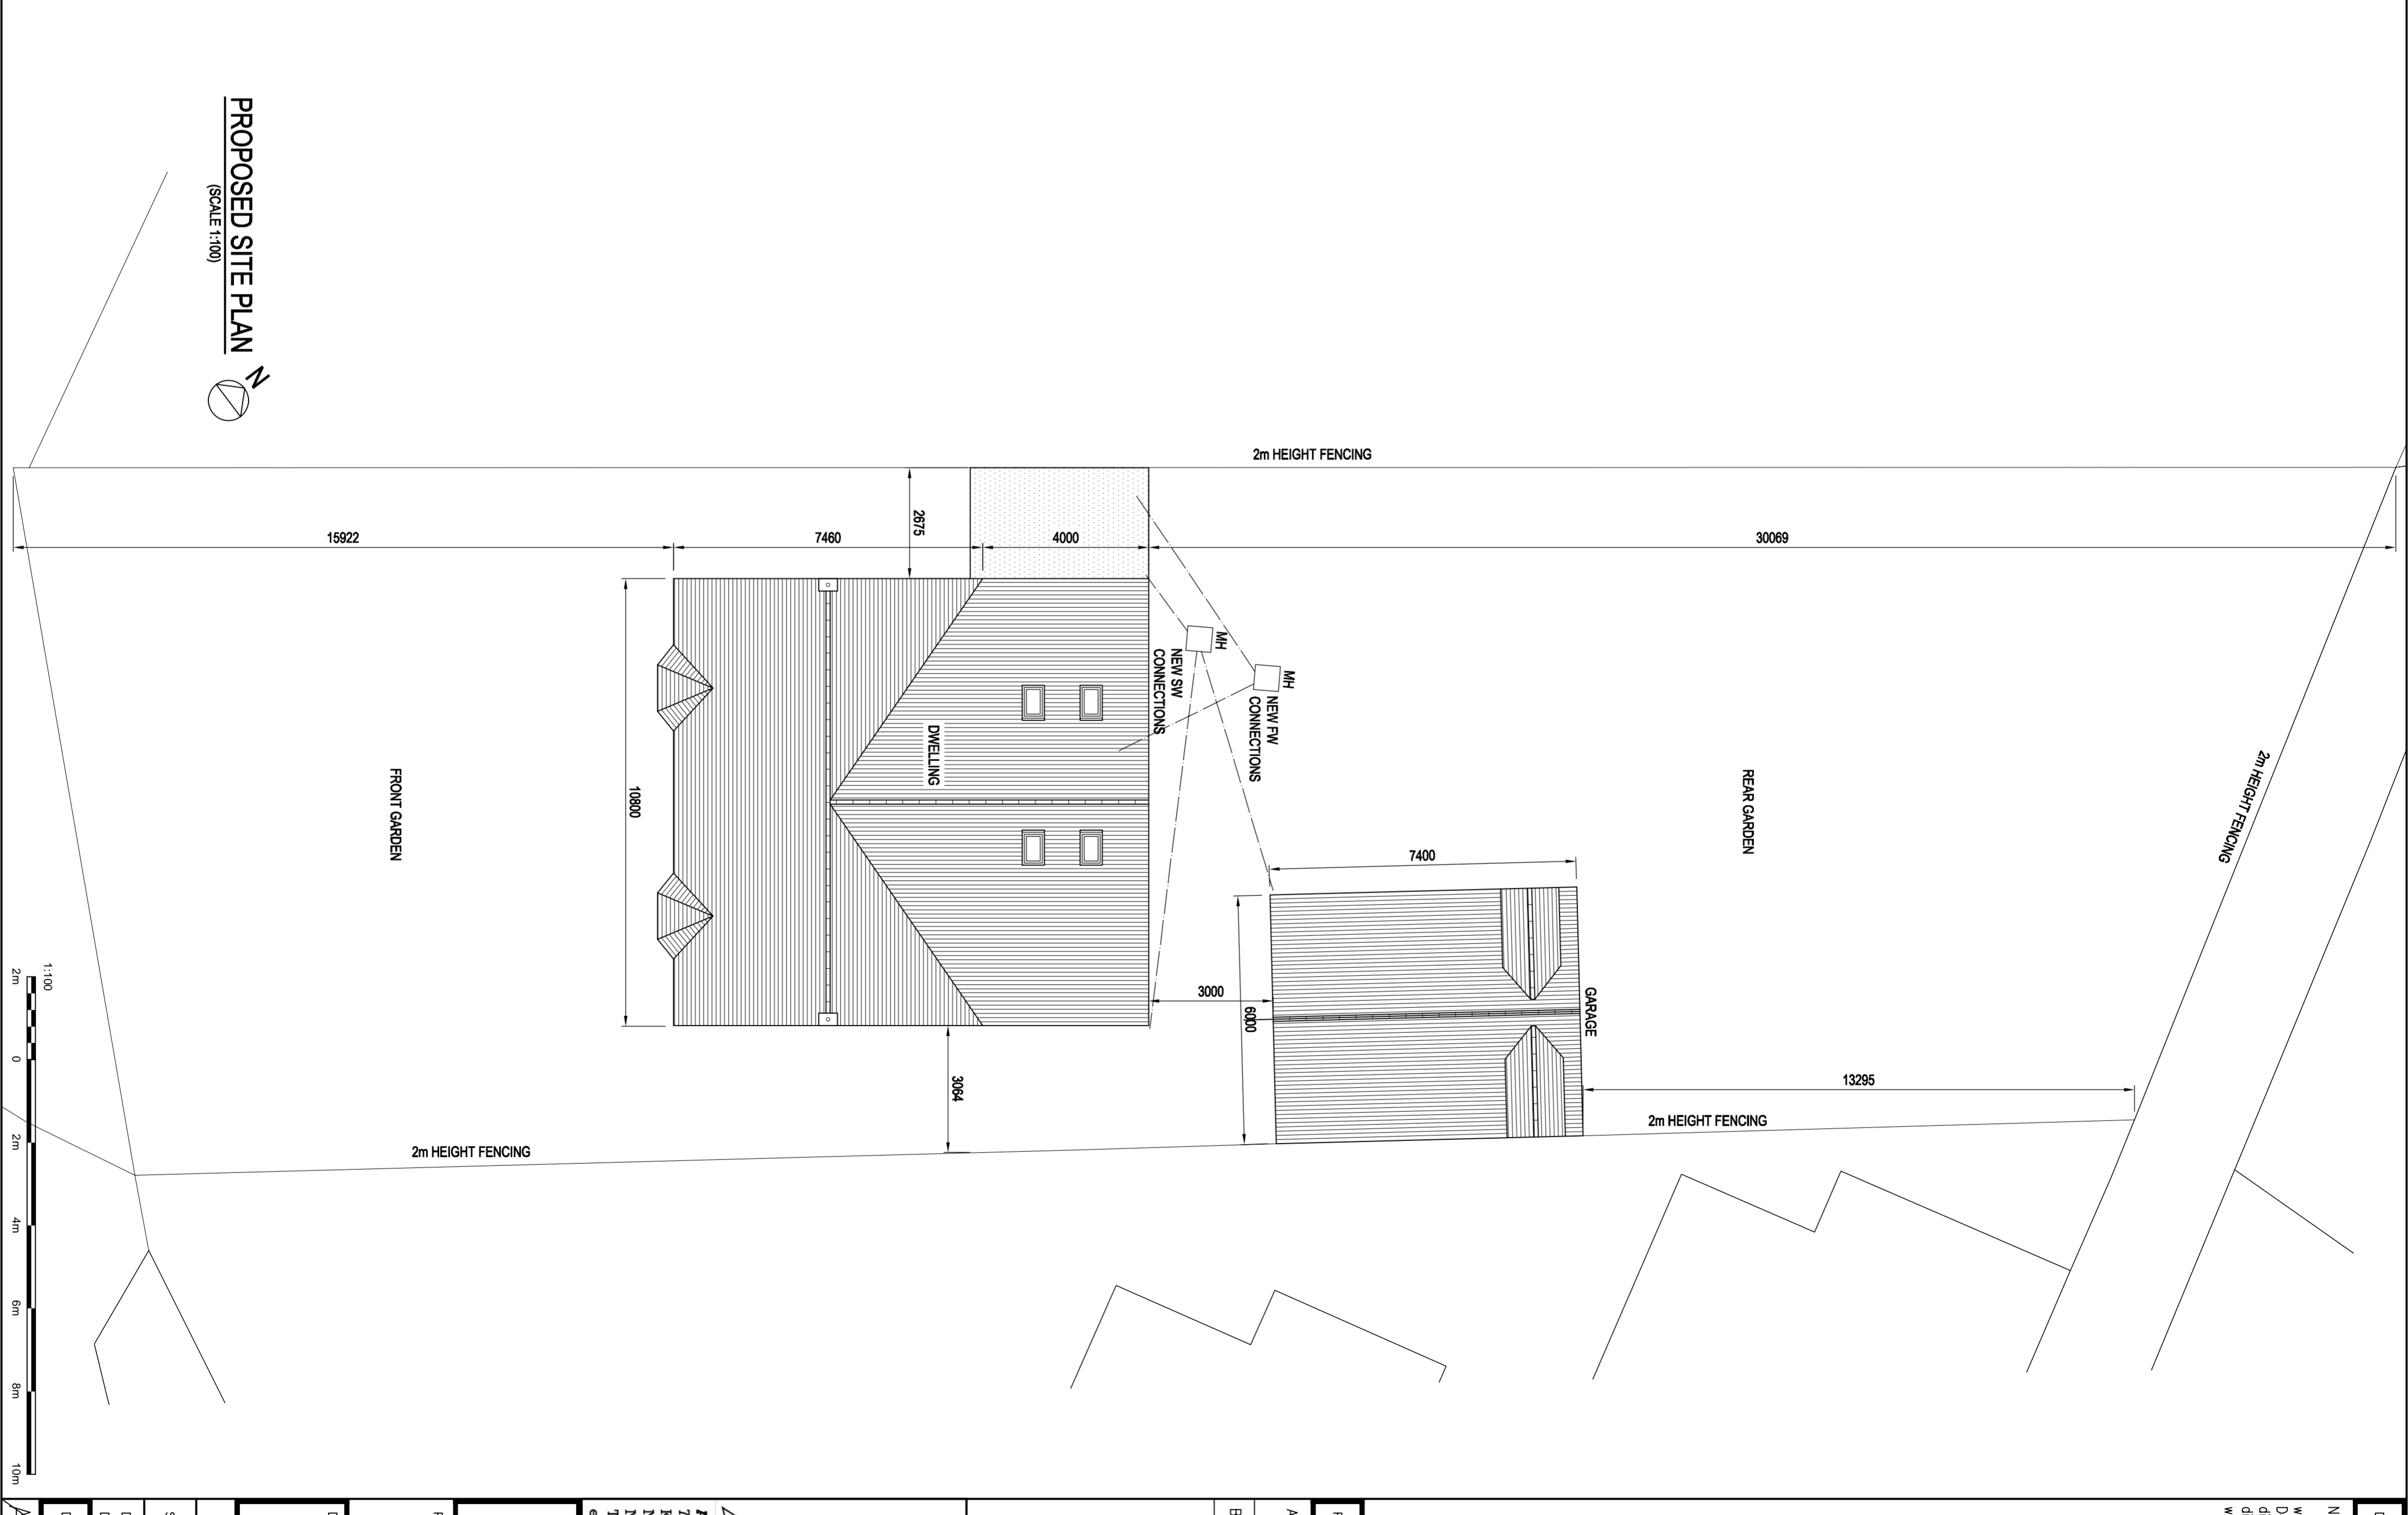 PROPOSED SITE PLAN
(SCALE 1:100)
N
2m HEIGHT FENCING
2m HEIGHT FENCING
15922
7460
2675
4000
30069
MH
NEW SW
CONNECTIONS
MH
NEW FW
CONNECTIONS
DWELLING
10800
FRONT GARDEN
REAR GARDEN
7400
3000
6000
GARAGE
3064
13295
2m HEIGHT FENCING
2m HEIGHT FENCING
1:100
2m
0
2m
4m
6m
8m
10m